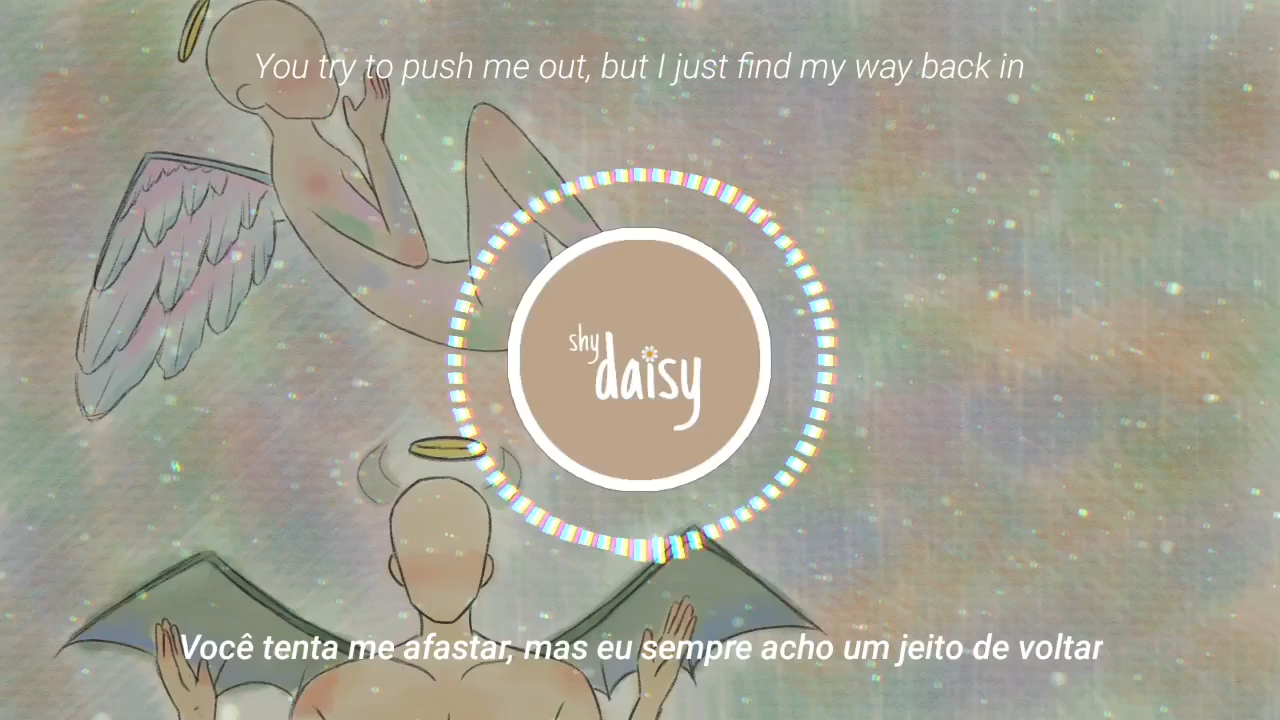 You try to push me out, but I just find my way back in
shy
daisy
Você tenta me afastar, mas eu sempre acho um jeito de voltar